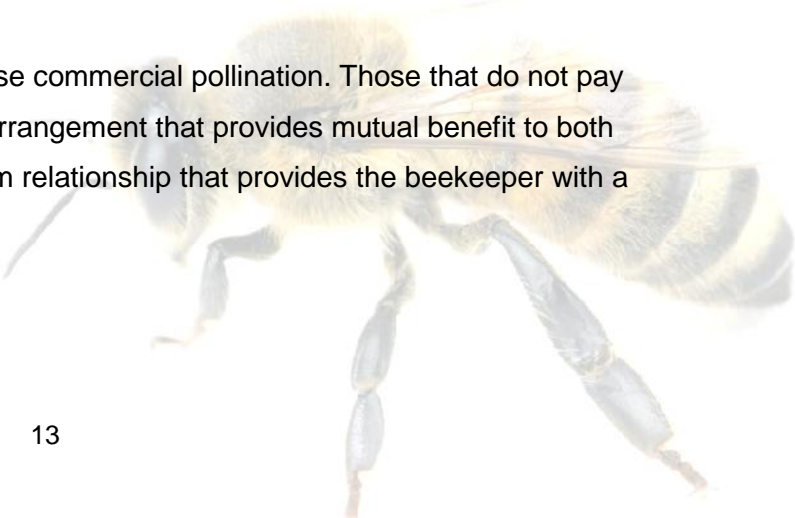 se commercial pollination. Those that do not pay
rrangement that provides mutual benefit to both
m relationship that provides the beekeeper with a
13